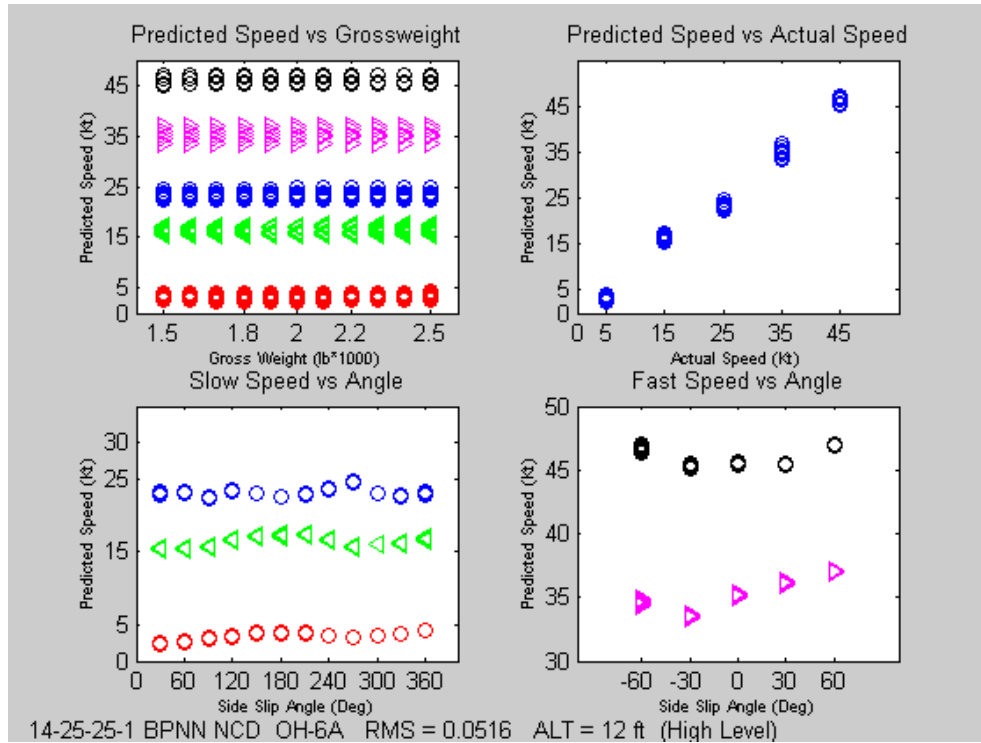 Predicted Speed vs Grossweight
Predicted Speed (Kt)
45
35
25
15
5
0
1.5 1.8 2 2.2 2.5
Gross Weight (lb*1000)
Predicted Speed vs Actual Speed
Predicted Speed (Kt)
45
35
25
15
5
0
0 5 15 25 35 45
Actual Speed (Kt)
Slow Speed vs Angle
Predicted Speed (Kt)
30
25
15
5
0
0 60 120 180 240 300 360
Side Slip Angle (Deg)
Fast Speed vs Angle
Predicted Speed (Kt)
50
45
40
35
30
-60 -30 0 30 60
Side Slip Angle (Deg)
14-25-25-1 BPNN NCD OH-6A RMS = 0.0516 ALT = 12 ft (High Level)